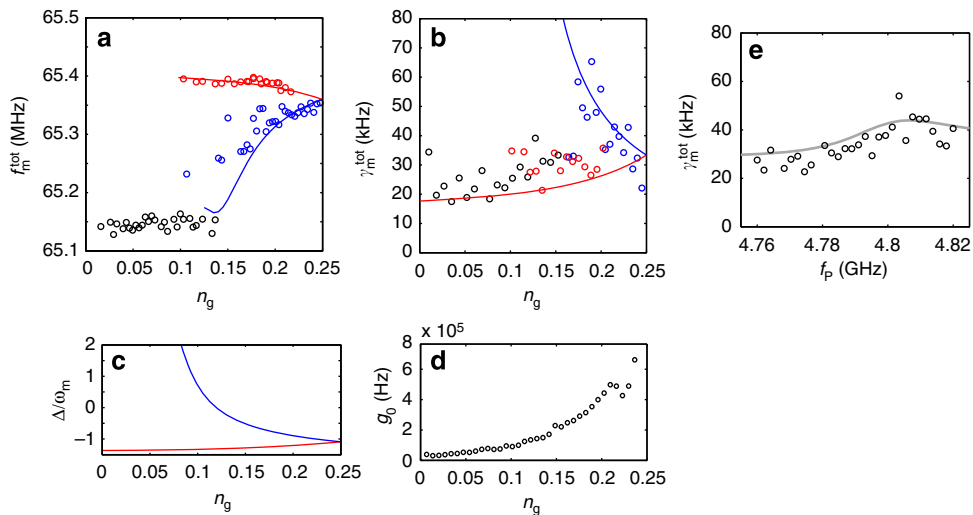 a
65.5
65.4
65.3
65.2
65.1
f_m^tot (MHz)
0 0.05 0.1 0.15 0.20 0.25
n_g
b
80
70
60
50
40
30
20
10
0
γ_m^tot (kHz)
0 0.05 0.1 0.15 0.20 0.25
n_g
e
80
60
40
20
0
γ_m^tot (kHz)
4.76 4.78 4.8 4.82
f_P (GHz)
c
2
1
0
−1
Δ/ω_m
0 0.05 0.1 0.15 0.20 0.25
n_g
× 10^5
d
8
6
4
2
0
g_0 (Hz)
0 0.05 0.1 0.15 0.2 0.25
n_g